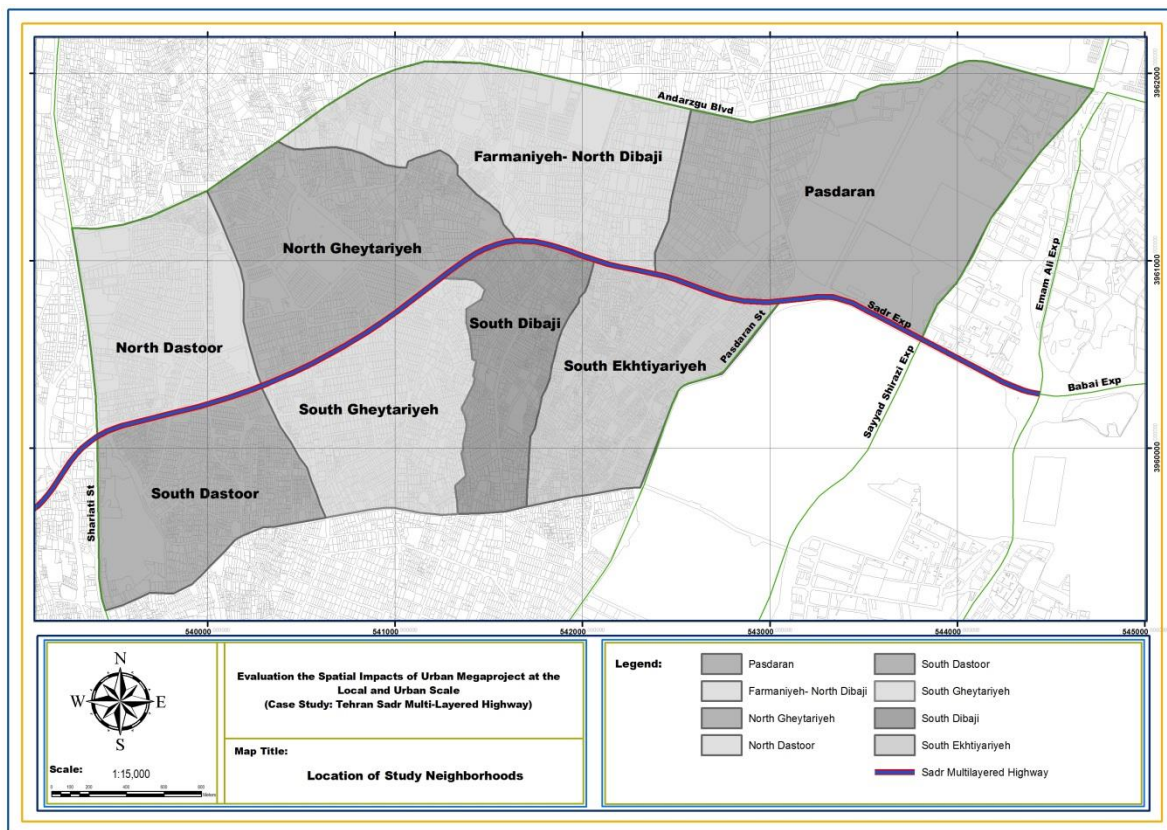 Andarzgu Blvd
Farmaniyeh- North Dibaji
Pasdaran
North Gheytariyeh
North Dastoor
South Dibaji
South Ekhtiyariyeh
South Gheytariyeh
South Dastoor
Shariati St
Pasdaran St
Sadr Exp
Sayyad Shirazi Exp
Emam Ali Exp
Babai Exp
3962000
3961000
3960000
540000
541000
542000
543000
544000
545000
N
W E
S
Scale: 1:15,000
Evaluation the Spatial Impacts of Urban Megaproject at the
Local and Urban Scale
(Case Study: Tehran Sadr Multi-Layered Highway)
Map Title:
Location of Study Neighborhoods
Legend:
Pasdaran
Farmaniyeh- North Dibaji
North Gheytariyeh
North Dastoor
South Dastoor
South Gheytariyeh
South Dibaji
South Ekhtiyariyeh
Sadr Multilayered Highway